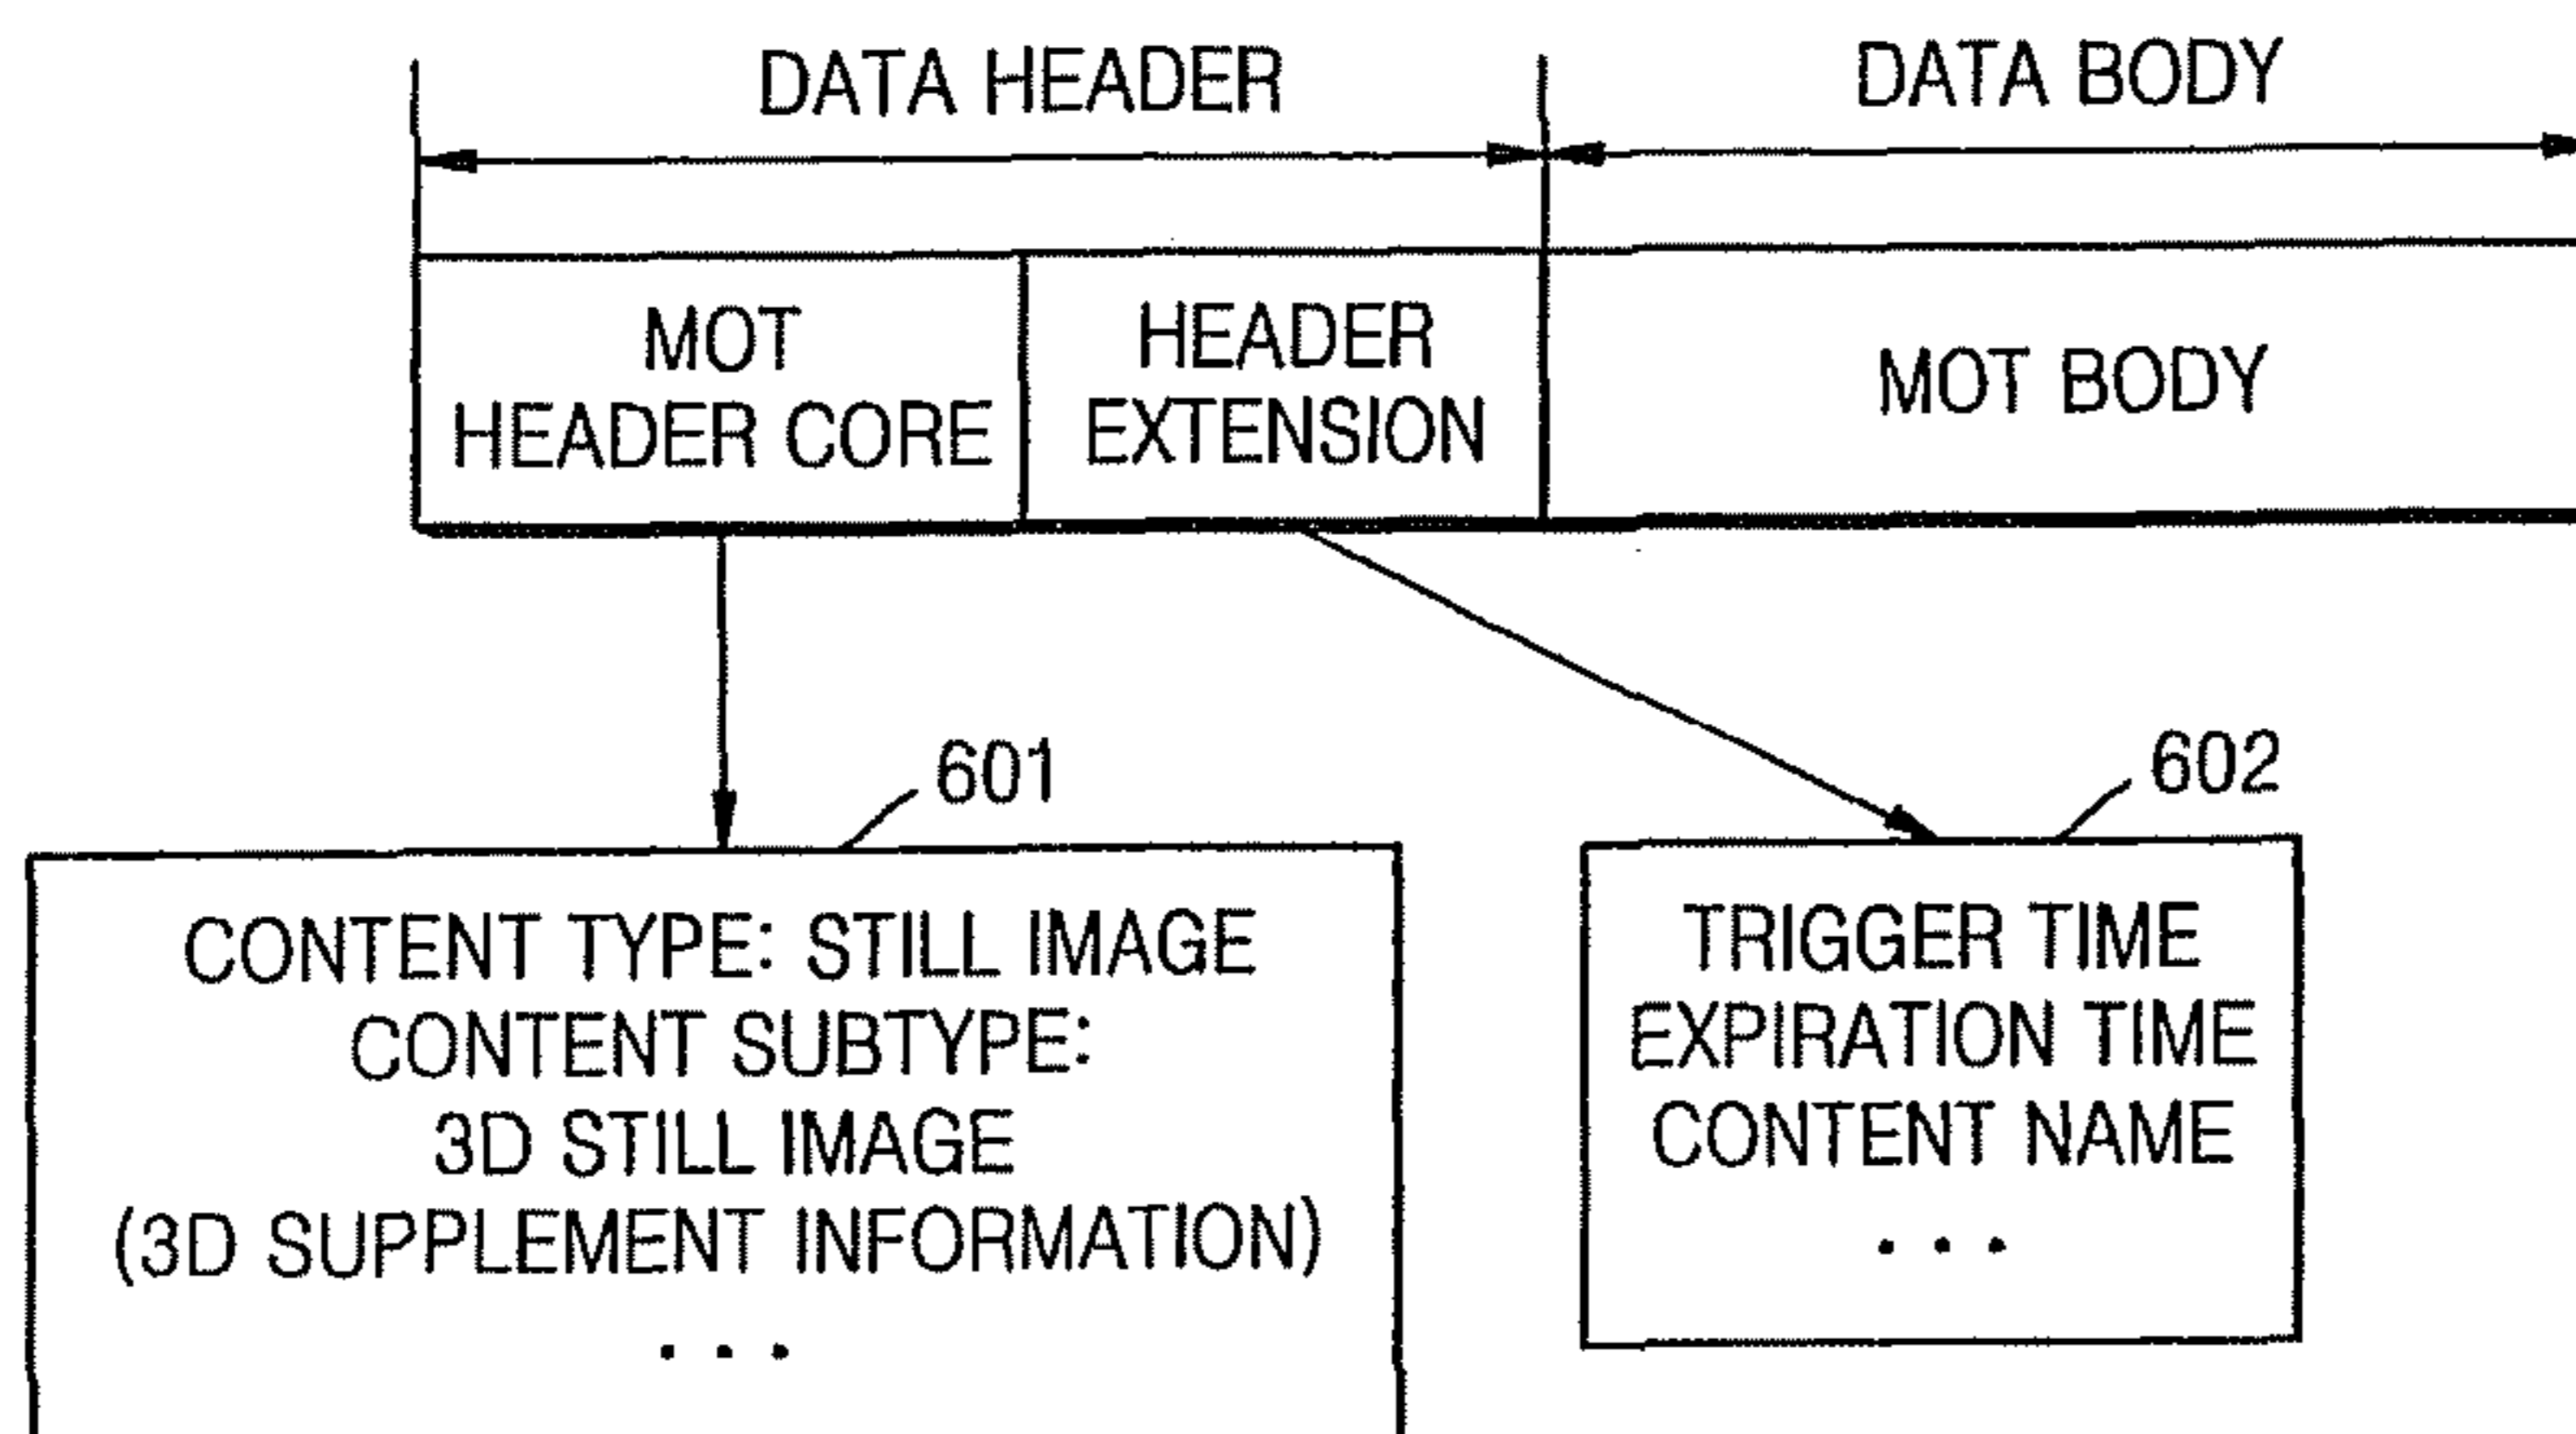 DATA HEADER
DATA BODY
MOT
HEADER CORE
HEADER
EXTENSION
MOT BODY
601
602
CONTENT TYPE: STILL IMAGE
CONTENT SUBTYPE:
3D STILL IMAGE
(3D SUPPLEMENT INFORMATION)
• • •
TRIGGER TIME
EXPIRATION TIME
CONTENT NAME
• • •